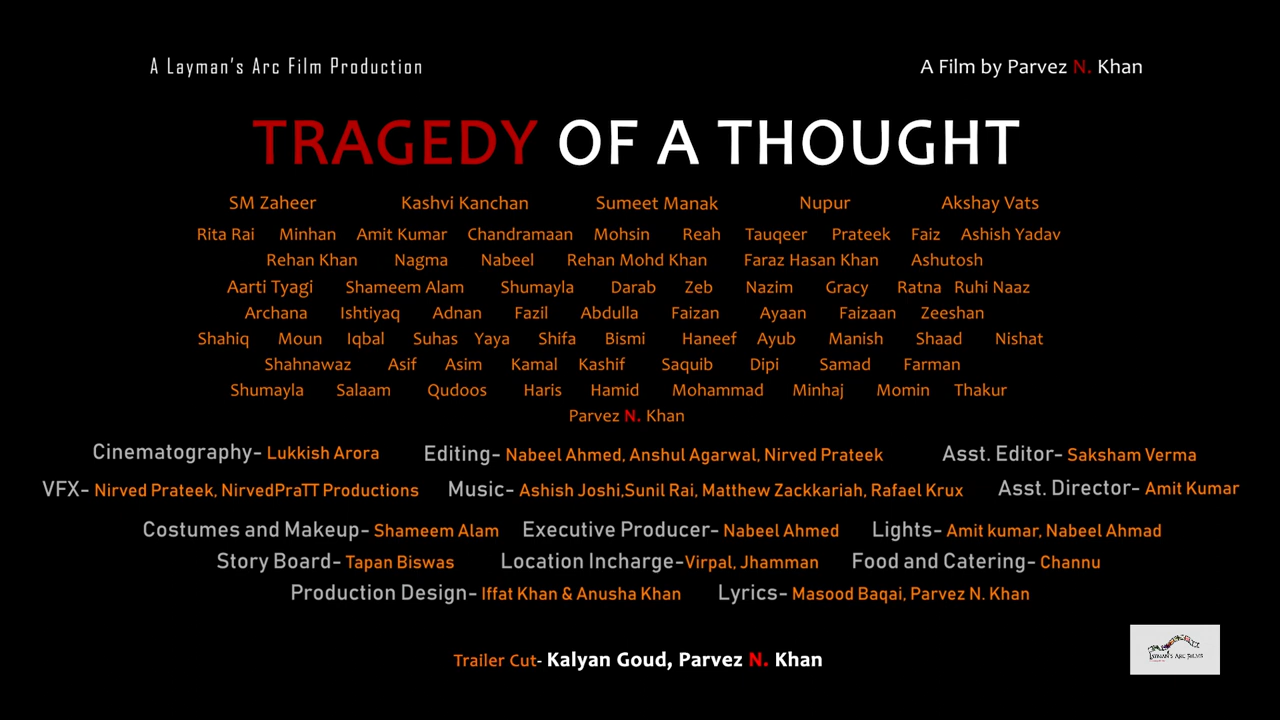 A Layman's Arc Film Production
A Film by Parvez N. Khan
TRAGEDY OF A THOUGHT
SM Zaheer Kashvi Kanchan Sumeet Manak Nupur Akshay Vats
Rita Rai Minhan Amit Kumar Chandramaan Mohsin Reah Tauqeer Prateek Faiz Ashish Yadav
Rehan Khan Nagma Nabeel Rehan Mohd Khan Faraz Hasan Khan Ashutosh
Aarti Tyagi Shameem Alam Shumayla Darab Zeb Nazim Gracy Ratna Ruhi Naaz
Archana Ishtiyaq Adnan Fazil Abdulla Faizan Ayaan Faizaan Zeeshan
Shahiq Moun Iqbal Suhas Yaya Shifa Bismi Haneef Ayub Manish Shaad Nishat
Shahnawaz Asif Asim Kamal Kashif Saquib Dipi Samad Farman
Shumayla Salaam Qudoos Haris Hamid Mohammad Minhaj Momin Thakur
Parvez N. Khan
Cinematography- Lukkish Arora Editing- Nabeel Ahmed, Anshul Agarwal, Nirved Prateek Asst. Editor- Saksham Verma
VFX- Nirved Prateek, NirvedPraTT Productions Music- Ashish Joshi,Sunil Rai, Matthew Zackkariah, Rafael Krux Asst. Director- Amit Kumar
Costumes and Makeup- Shameem Alam Executive Producer- Nabeel Ahmed Lights- Amit kumar, Nabeel Ahmad
Story Board- Tapan Biswas Location Incharge-Virpal, Jhamman Food and Catering- Channu
Production Design- Iffat Khan & Anusha Khan Lyrics- Masood Baqai, Parvez N. Khan
Trailer Cut- Kalyan Goud, Parvez N. Khan
Layman's Arc Films